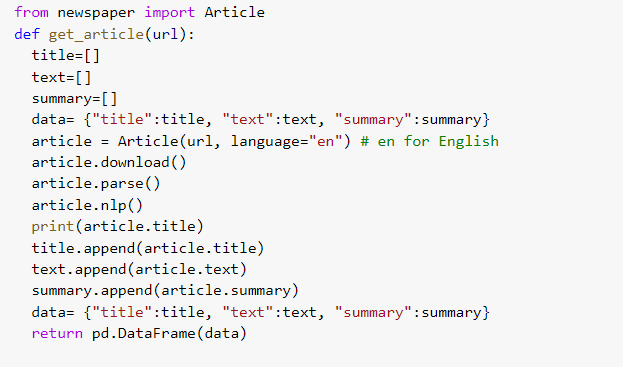 from newspaper import Article
def get_article(url):
  title=[]
  text=[]
  summary=[]
  data= {"title":title, "text":text, "summary":summary}
  article = Article(url, language="en") # en for English
  article.download()
  article.parse()
  article.nlp()
  print(article.title)
  title.append(article.title)
  text.append(article.text)
  summary.append(article.summary)
  data= {"title":title, "text":text, "summary":summary}
  return pd.DataFrame(data)